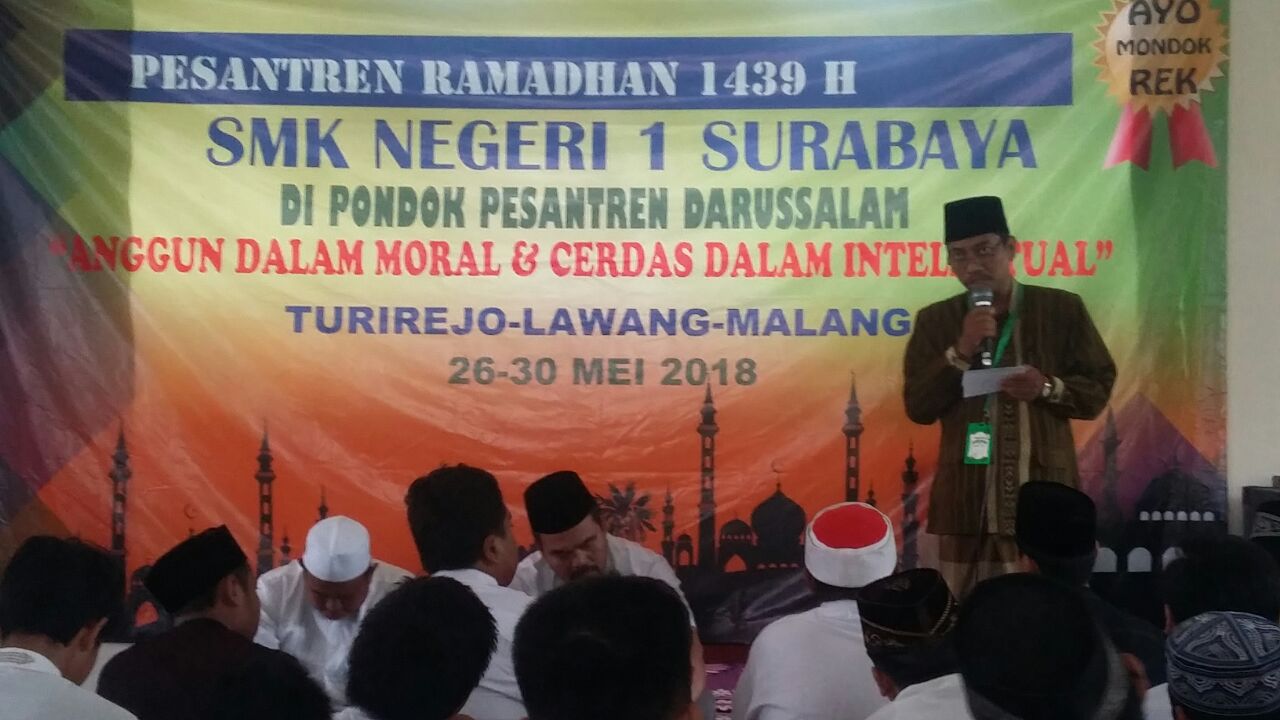 PESANTREN RAMADHAN 1439 H
SMK NEGERI 1 SURABAYA
DI PONDOK PESANTREN DARUSSALAM
"ANGGUN DALAM MORAL & CERDAS DALAM INTELEKTUAL"
TURIREJO-LAWANG-MALANG
26-30 MEI 2018
AYO
MONDOK
REK